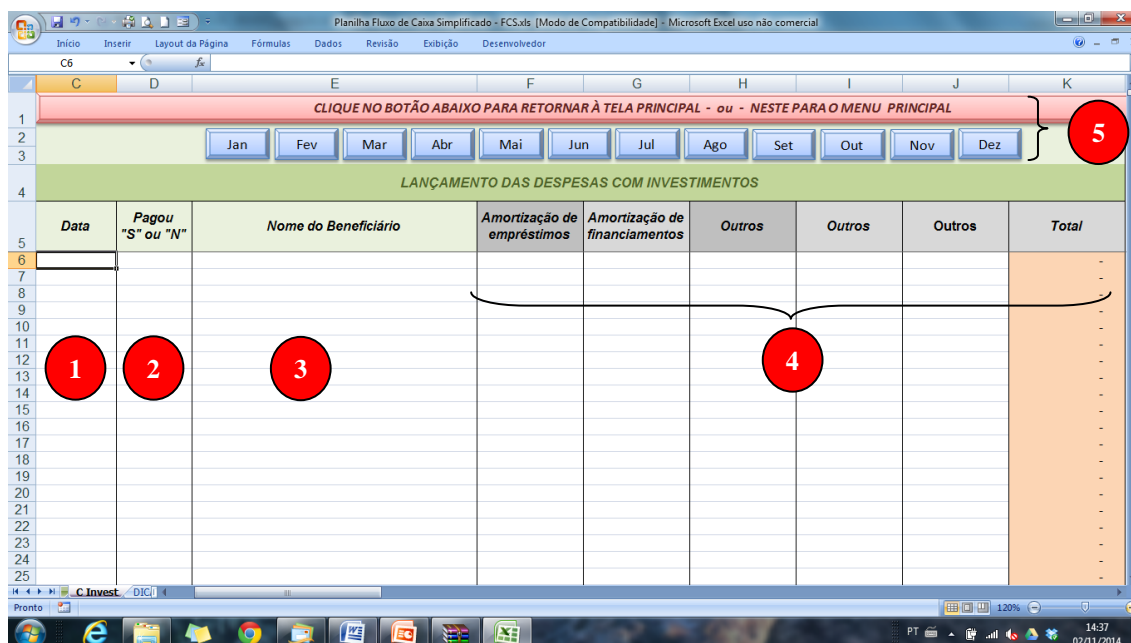 Planilha Fluxo de Caixa Simplificado - FCS.xls [Modo de Compatibilidade] - Microsoft Excel uso não comercial
Início Inserir Layout da Página Fórmulas Dados Revisão Exibição Desenvolvedor
C6 fx
C D E F G H I J K
1 CLIQUE NO BOTÃO ABAIXO PARA RETORNAR À TELA PRINCIPAL - ou - NESTE PARA O MENU PRINCIPAL
2 Jan Fev Mar Abr Mai Jun Jul Ago Set Out Nov Dez 5
3
4 LANÇAMENTO DAS DESPESAS COM INVESTIMENTOS
5 Data Pagou "S" ou "N" Nome do Beneficiário Amortização de empréstimos Amortização de financiamentos Outros Outros Outros Total
6 -
7 -
8 -
9 -
10 -
11 -
12 -
1 2 3 4
13 -
14 -
15 -
16 -
17 -
18 -
19 -
20 -
21 -
22 -
23 -
24 -
25 -
C Invest DIC
Pronto 120%
PT 14:37
02/11/2014